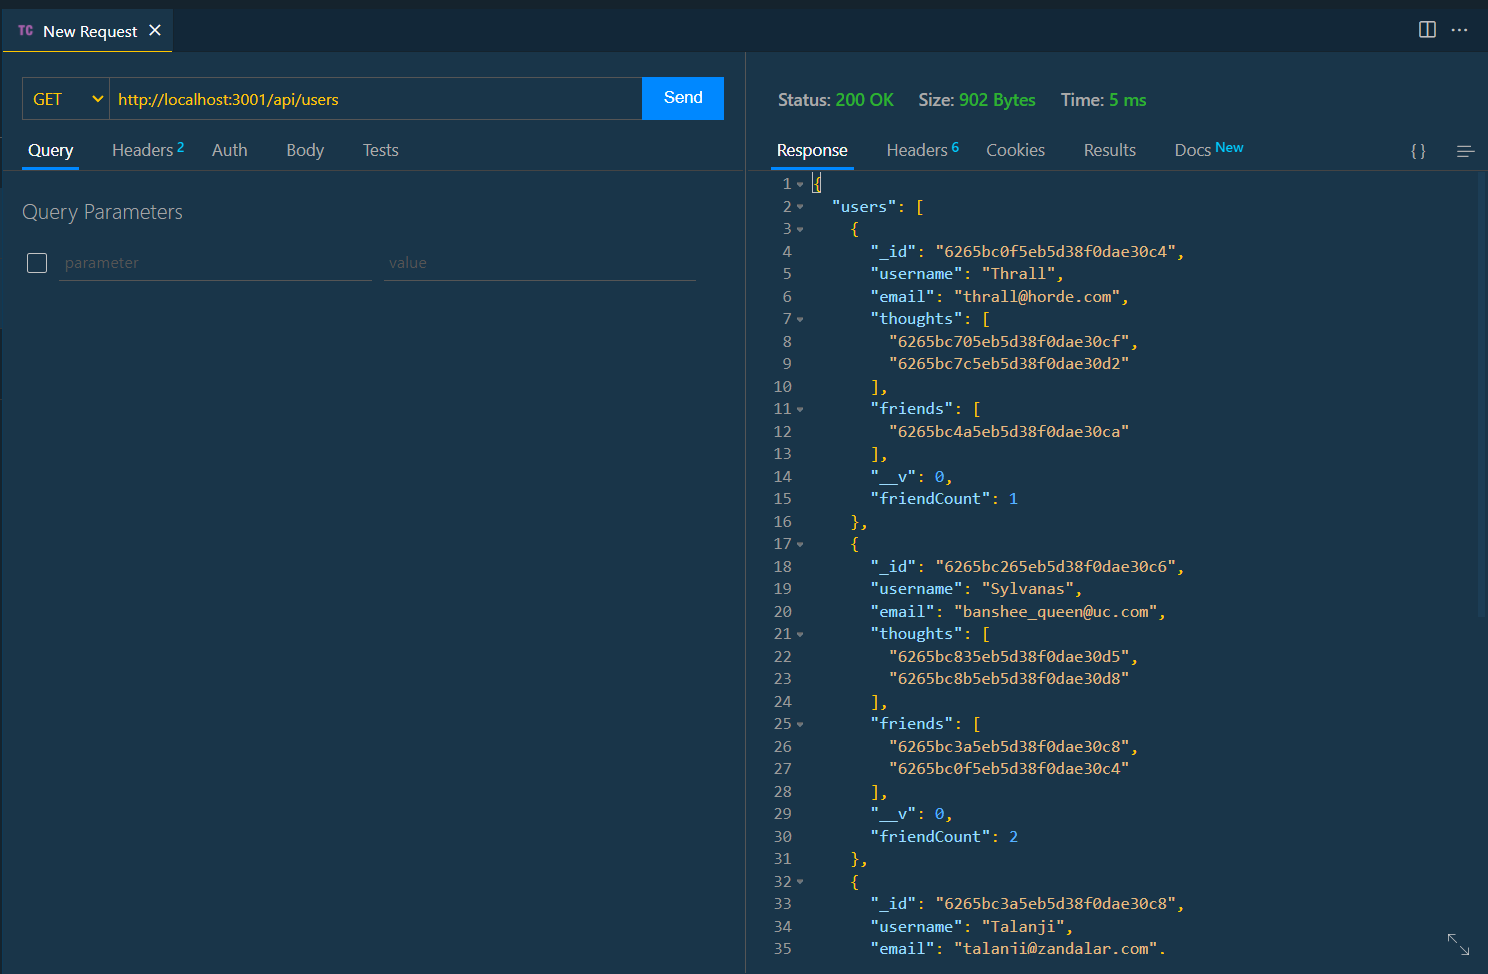 TC New Request
GET http://localhost:3001/api/users Send
Query Headers 2 Auth Body Tests
Query Parameters
parameter value
Status: 200 OK Size: 902 Bytes Time: 5 ms
Response Headers 6 Cookies Results Docs New { }
1 {
2 "users": [
3 {
4 "_id": "6265bc0f5eb5d38f0dae30c4",
5 "username": "Thrall",
6 "email": "thrall@horde.com",
7 "thoughts": [
8 "6265bc705eb5d38f0dae30cf",
9 "6265bc7c5eb5d38f0dae30d2"
10 ],
11 "friends": [
12 "6265bc4a5eb5d38f0dae30ca"
13 ],
14 "__v": 0,
15 "friendCount": 1
16 },
17 {
18 "_id": "6265bc265eb5d38f0dae30c6",
19 "username": "Sylvanas",
20 "email": "banshee_queen@uc.com",
21 "thoughts": [
22 "6265bc835eb5d38f0dae30d5",
23 "6265bc8b5eb5d38f0dae30d8"
24 ],
25 "friends": [
26 "6265bc3a5eb5d38f0dae30c8",
27 "6265bc0f5eb5d38f0dae30c4"
28 ],
29 "__v": 0,
30 "friendCount": 2
31 },
32 {
33 "_id": "6265bc3a5eb5d38f0dae30c8",
34 "username": "Talanji",
35 "email": "talanji@zandalar.com",